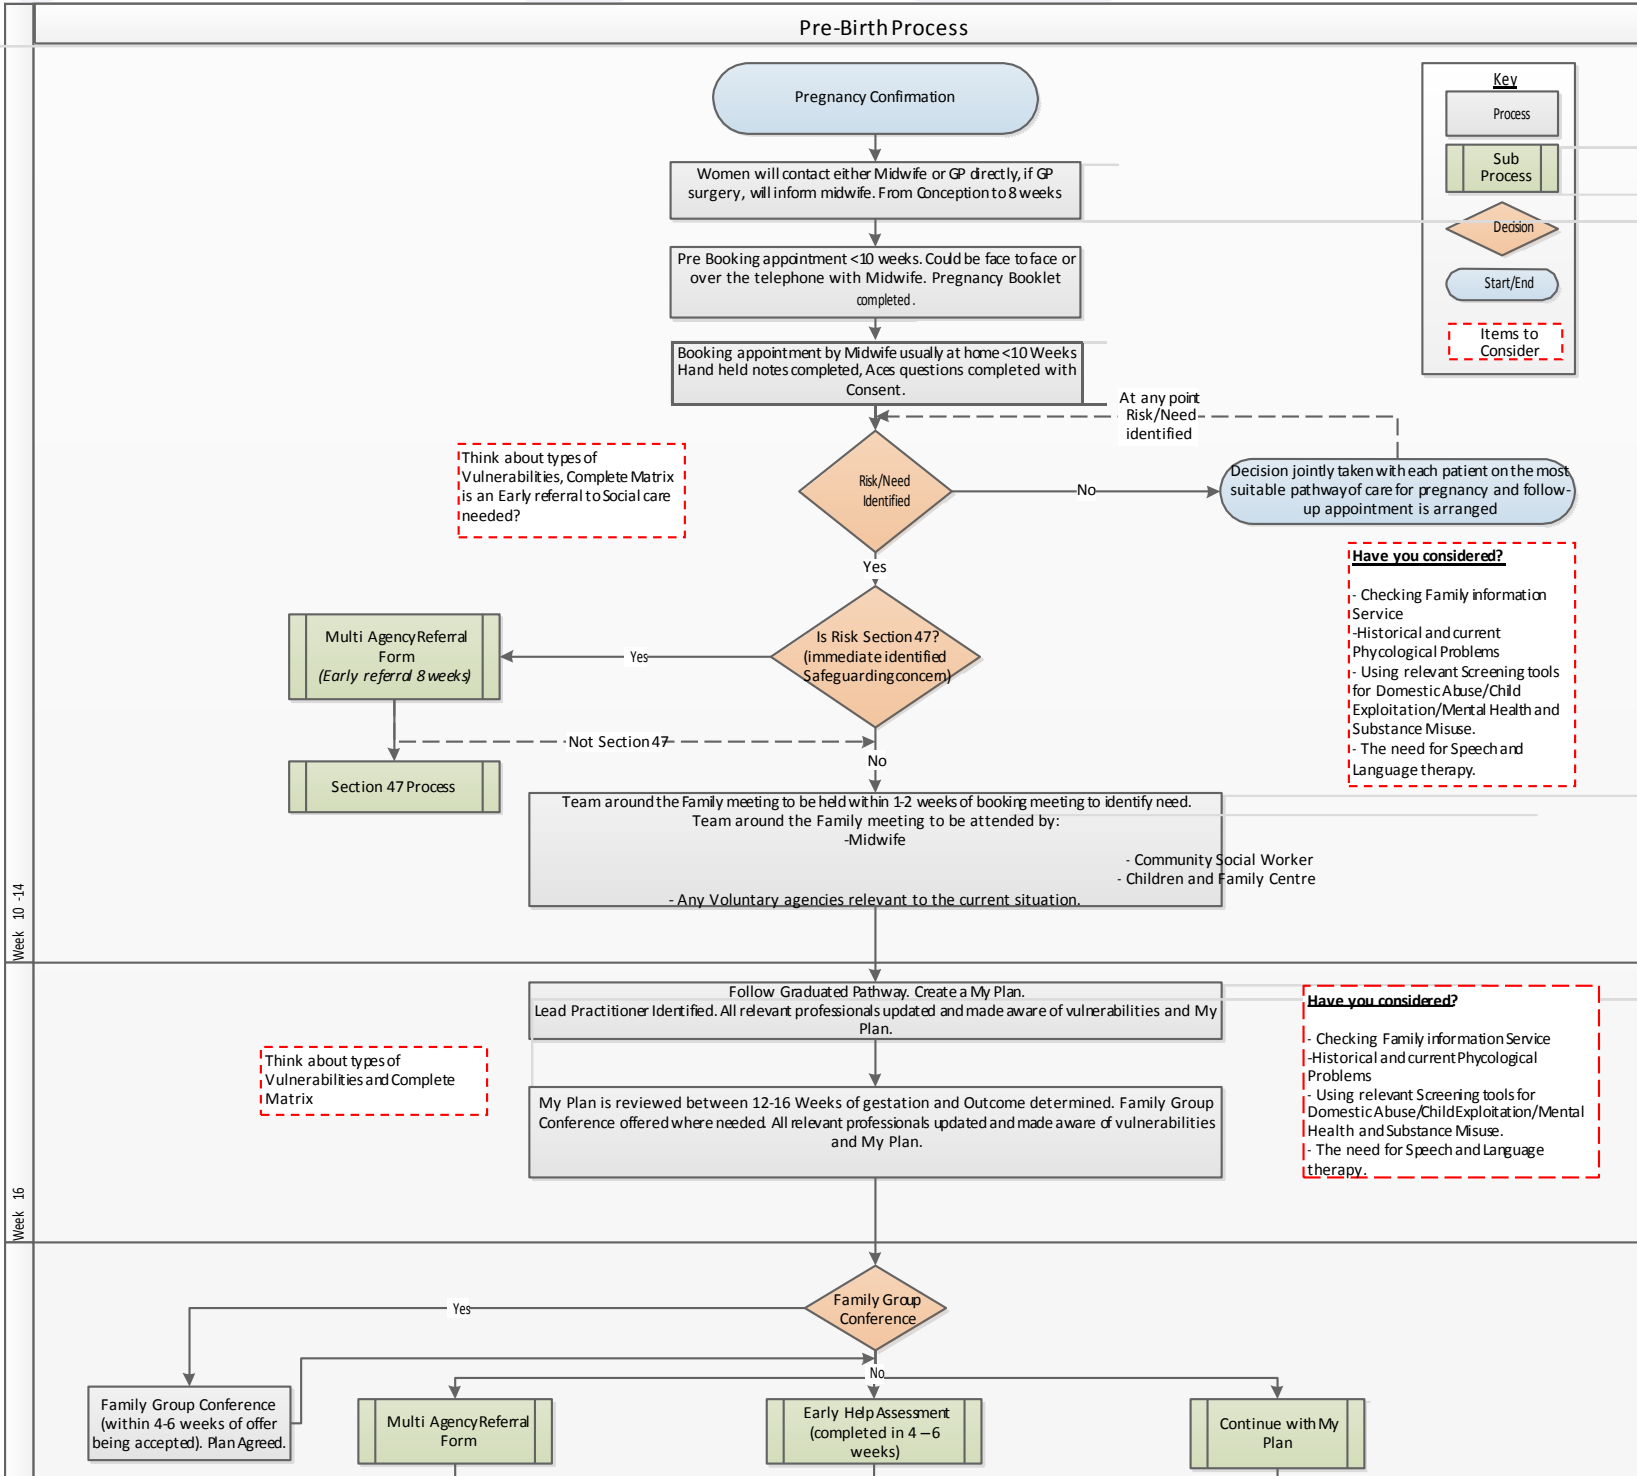 Pre-Birth Process
Pregnancy Confirmation
Key
Process
Sub
Process
Decision
Start/End
Items to
Consider
Women will contact either Midwife or GP directly, if GP
surgery, will inform midwife. From Conception to 8 weeks
Pre Booking appointment <10 weeks. Could be face to face or
over the telephone with Midwife. Pregnancy Booklet
completed.
Booking appointment by Midwife usually at home <10 Weeks
Hand held notes completed, Aces questions completed with
Consent.
At any point
Risk/Need
identified
Think about types of
Vulnerabilities, Complete Matrix
is an Early referral to Social care
needed?
Risk/Need
Identified
No
Decision jointly taken with each patient on the most
suitable pathway of care for pregnancy and follow-
up appointment is arranged
Yes
Have you considered?
- Checking Family information
Service
-Historical and current
Phycological Problems
- Using relevant Screening tools
for Domestic Abuse/Child
Exploitation/Mental Health and
Substance Misuse.
- The need for Speech and
Language therapy.
Multi Agency Referral
Form
(Early referral 8 weeks)
Yes
Is Risk Section 47?
(immediate identified
Safeguarding concern)
Not Section 47
No
Section 47 Process
Team around the Family meeting to be held within 1-2 weeks of booking meeting to identify need.
Team around the Family meeting to be attended by:
-Midwife
- Community Social Worker
- Children and Family Centre
- Any Voluntary agencies relevant to the current situation.
Week 10 -14
Follow Graduated Pathway. Create a My Plan.
Lead Practitioner Identified. All relevant professionals updated and made aware of vulnerabilities and My
Plan.
Have you considered?
- Checking Family information Service
-Historical and current Phycological
Problems
- Using relevant Screening tools for
Domestic Abuse/Child Exploitation/Mental
Health and Substance Misuse.
- The need for Speech and Language
therapy.
Think about types of
Vulnerabilities and Complete
Matrix
My Plan is reviewed between 12-16 Weeks of gestation and Outcome determined. Family Group
Conference offered where needed. All relevant professionals updated and made aware of vulnerabilities
and My Plan.
Week 16
Family Group
Conference
Yes
No
Family Group Conference
(within 4-6 weeks of offer
being accepted). Plan Agreed.
Multi Agency Referral
Form
Early Help Assessment
(completed in 4 – 6
weeks)
Continue with My
Plan